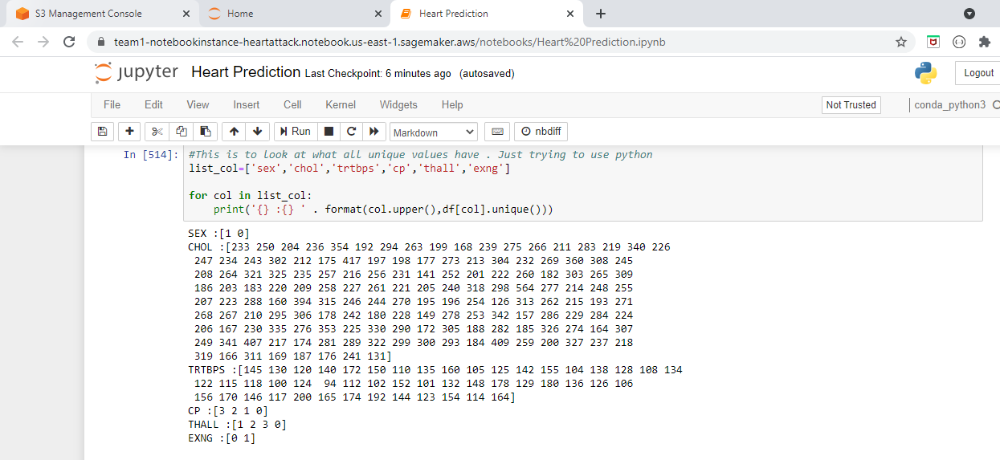 S3 Management Console
Home
Heart Prediction
team1-notebookinstance-heartattack.notebook.us-east-1.sagemaker.aws/notebooks/Heart%20Prediction.ipynb
jupyter Heart Prediction Last Checkpoint: 6 minutes ago (autosaved)
Logout
File Edit View Insert Cell Kernel Widgets Help
Not Trusted
conda_python3
Run
Markdown
nbdiff
In [514]: #This is to look at what all unique values have . Just trying to use python
list_col=['sex','chol','trtbps','cp','thall','exng']
for col in list_col:
print('{} :{} ' . format(col.upper(),df[col].unique()))
SEX :[1 0]
CHOL :[233 250 204 236 354 192 294 263 199 168 239 275 266 211 283 219 340 226
247 234 243 302 212 175 417 197 198 177 273 213 304 232 269 360 308 245
208 264 321 325 235 257 216 256 231 141 252 201 222 260 182 303 265 309
186 203 183 220 209 258 227 261 221 205 240 318 298 564 277 214 248 255
207 223 288 160 394 315 246 244 270 195 196 254 126 313 262 215 193 271
268 267 210 295 306 178 242 180 228 149 278 253 342 157 286 229 284 224
206 167 230 335 276 353 225 330 290 172 305 188 282 185 326 274 164 307
249 341 407 217 174 281 289 322 299 300 293 184 409 259 200 327 237 218
319 166 311 169 187 176 241 131]
TRTBPS :[145 130 120 140 172 150 110 135 160 105 125 142 155 104 138 128 108 134
122 115 118 100 124 94 112 102 152 101 132 148 178 129 180 136 126 106
156 170 146 117 200 165 174 192 144 123 154 114 164]
CP :[3 2 1 0]
THALL :[1 2 3 0]
EXNG :[0 1]